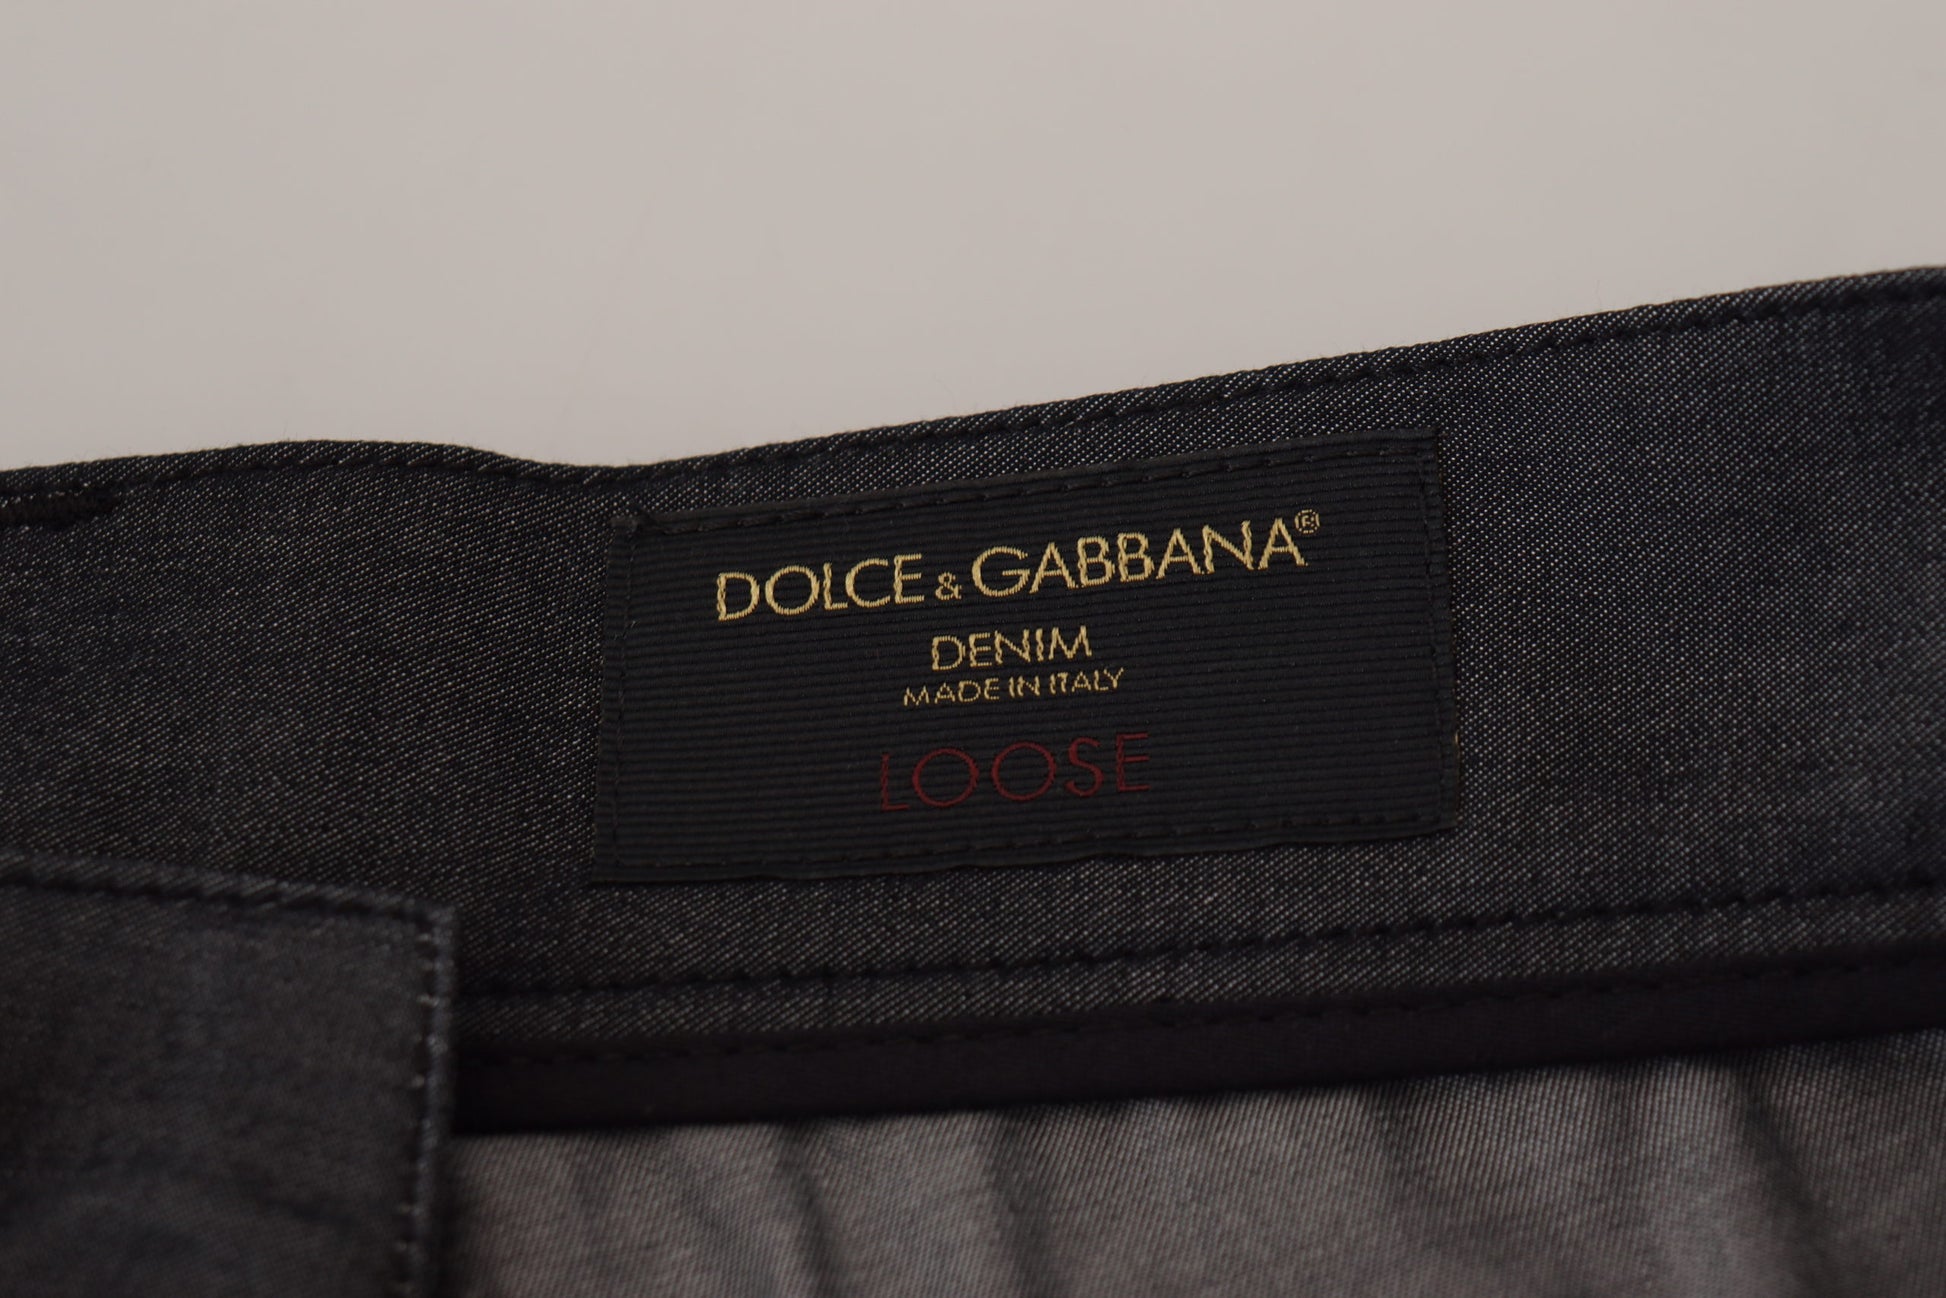 DOLCE & GABBANA®
DENIM
MADE IN ITALY
LOOSE